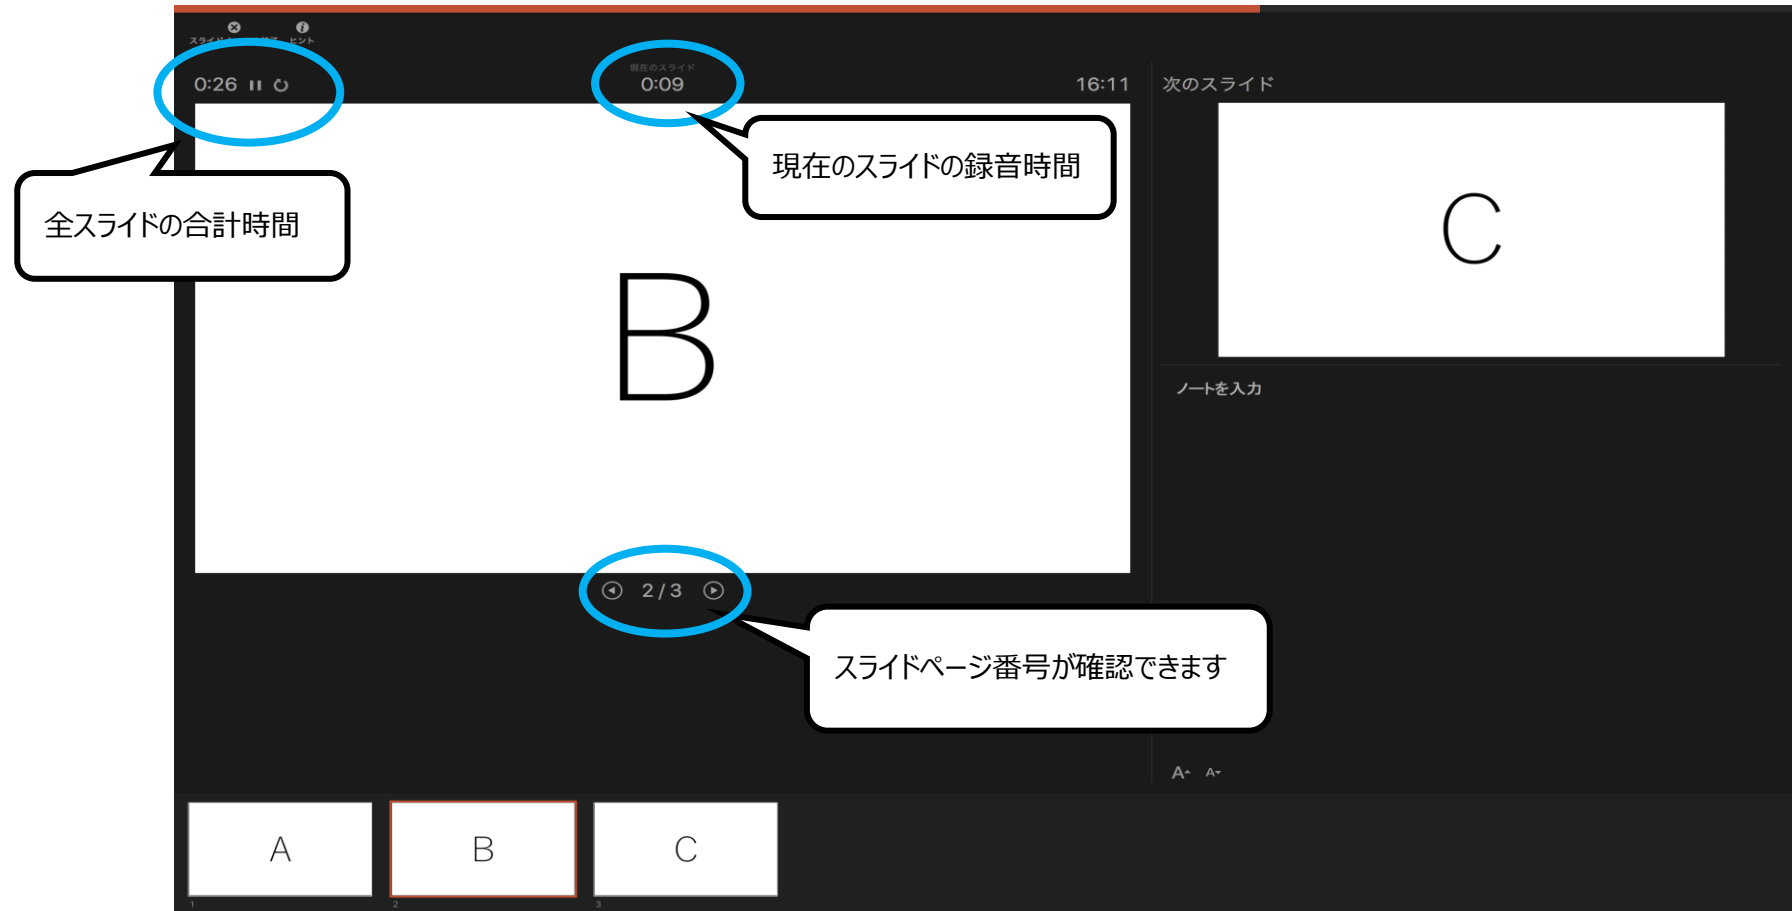 ヒント
現在のスライド
0:26
0:09
16:11
次のスライド
現在のスライドの録音時間
全スライドの合計時間
B
C
ノートを入力
2/3
スライドページ番号が確認できます
A A
A
B
C
1
2
3